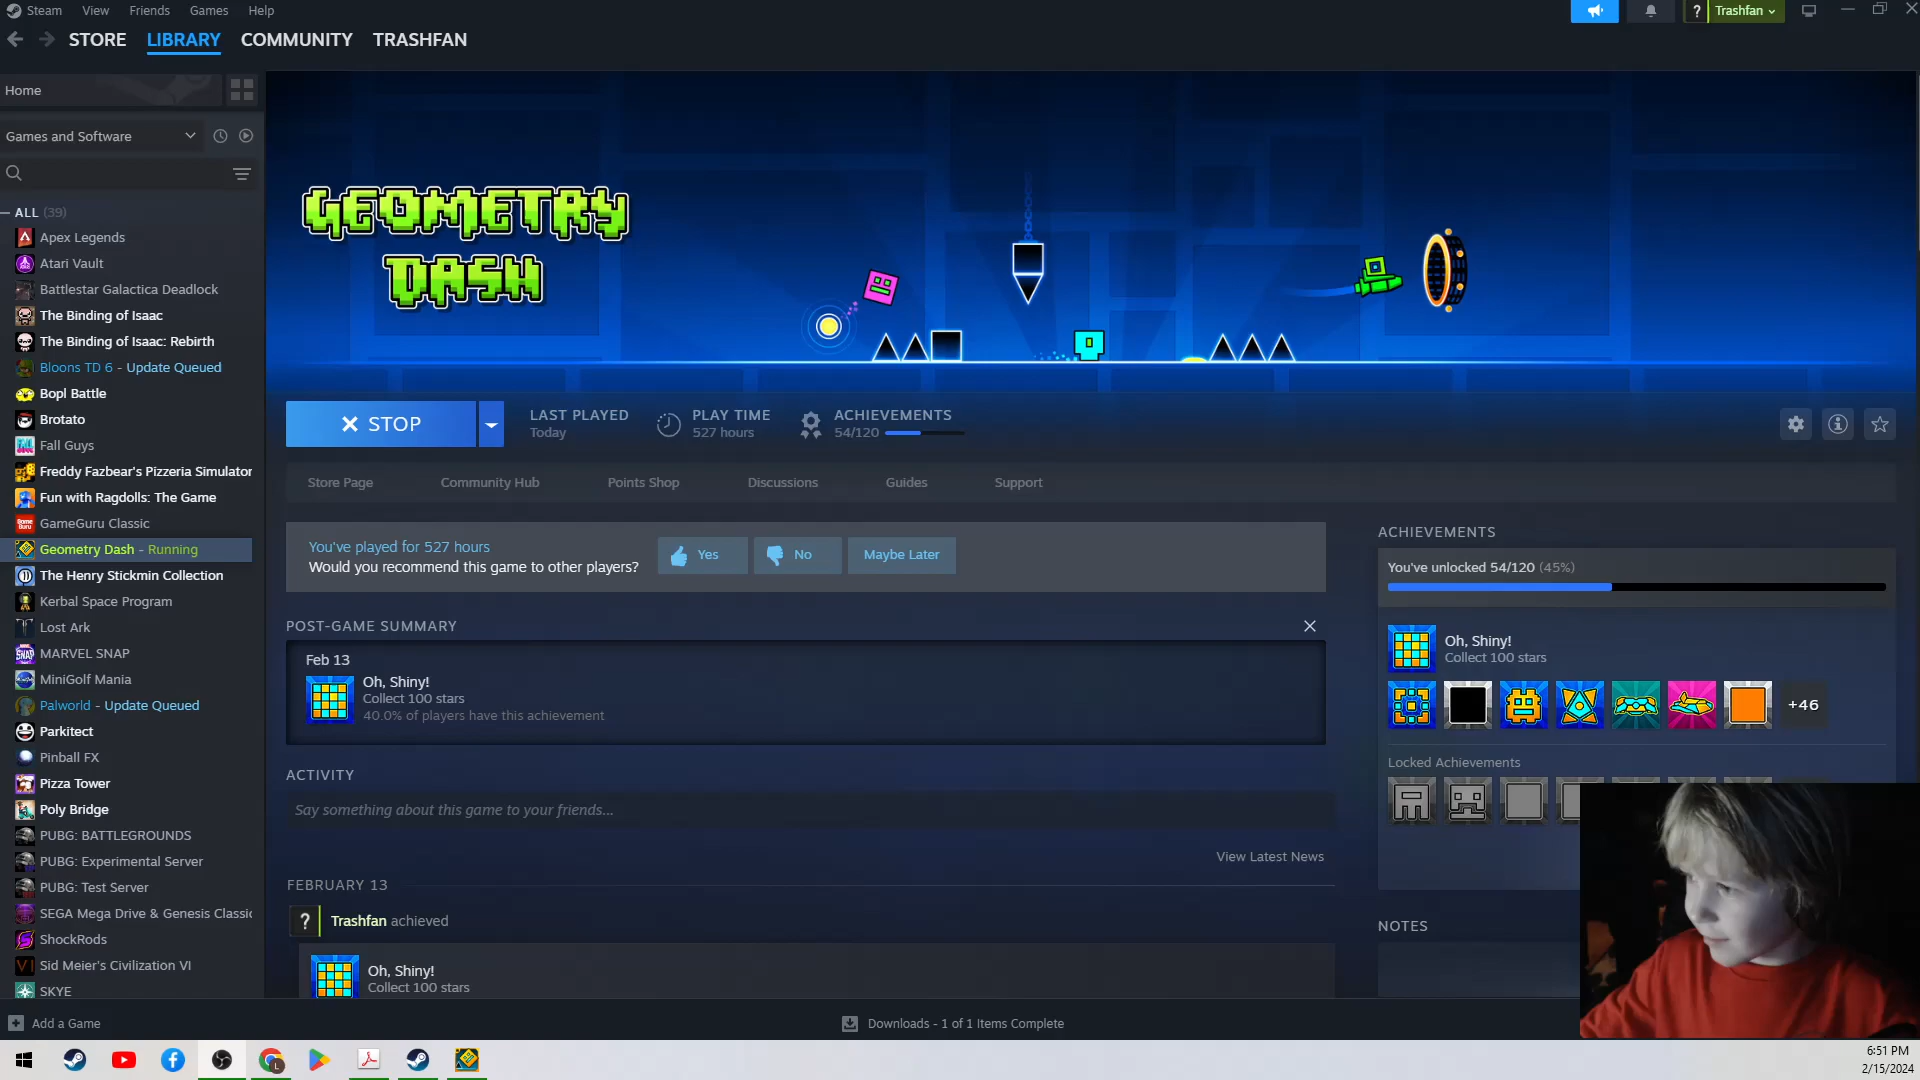 Steam View Friends Games Help
? Trashfan
STORE LIBRARY COMMUNITY TRASHFAN
Home
Games and Software
ALL (39)
Apex Legends
Atari Vault
Battlestar Galactica Deadlock
The Binding of Isaac
The Binding of Isaac: Rebirth
Bloons TD 6 - Update Queued
Bopl Battle
Brotato
Fall Guys
Freddy Fazbear's Pizzeria Simulator
Fun with Ragdolls: The Game
GameGuru Classic
Geometry Dash - Running
The Henry Stickmin Collection
Kerbal Space Program
Lost Ark
MARVEL SNAP
MiniGolf Mania
Palworld - Update Queued
Parkitect
Pinball FX
Pizza Tower
Poly Bridge
PUBG: BATTLEGROUNDS
PUBG: Experimental Server
PUBG: Test Server
SEGA Mega Drive & Genesis Classic
ShockRods
Sid Meier's Civilization VI
SKYE
Add a Game
GEOMETRY
DASH
STOP
LAST PLAYED
Today
PLAY TIME
527 hours
ACHIEVEMENTS
54/120
Store Page Community Hub Points Shop Discussions Guides Support
You've played for 527 hours
Would you recommend this game to other players?
Yes No Maybe Later
POST-GAME SUMMARY
Feb 13
Oh, Shiny!
Collect 100 stars
40.0% of players have this achievement
ACTIVITY
Say something about this game to your friends...
View Latest News
FEBRUARY 13
? Trashfan achieved
Oh, Shiny!
Collect 100 stars
ACHIEVEMENTS
You've unlocked 54/120 (45%)
Oh, Shiny!
Collect 100 stars
+46
Locked Achievements
NOTES
Downloads - 1 of 1 Items Complete
6:51 PM
2/15/2024